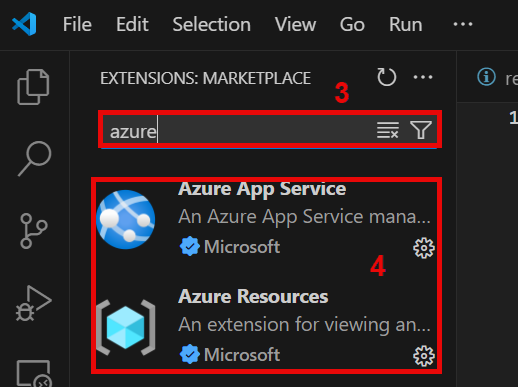 File Edit Selection View Go Run ···
EXTENSIONS: MARKETPLACE ···
3
re
azure
1
Azure App Service
An Azure App Service mana...
Microsoft
4
Azure Resources
An extension for viewing an...
Microsoft